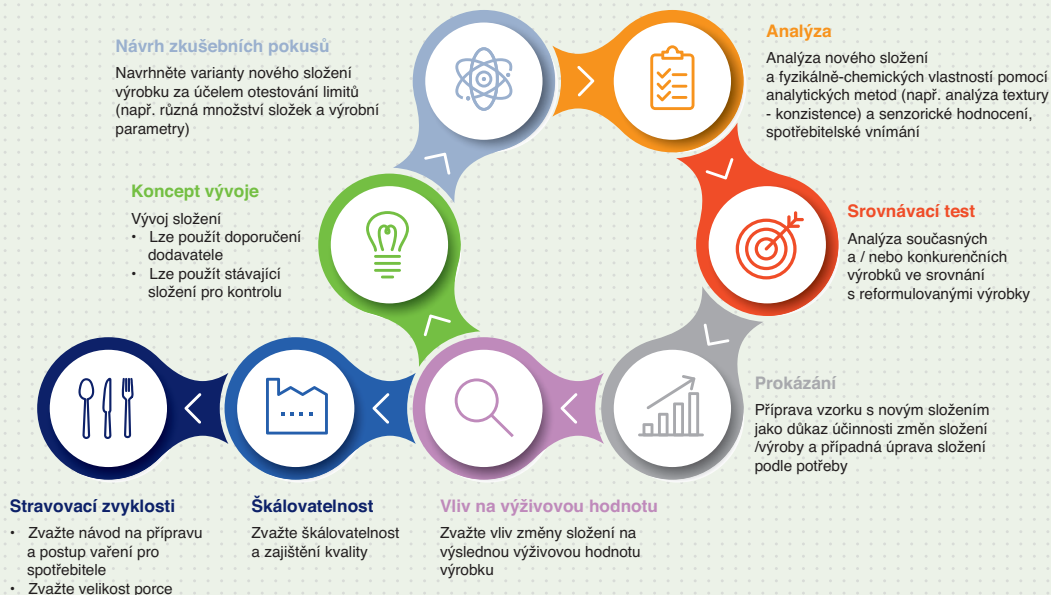 Návrh zkušebních pokusů
Navrhněte varianty nového složení
výrobku za účelem otestování limitů
(např. různá množství složek a výrobní
parametry)
Analýza
Analýza nového složení
a fyzikálně-chemických vlastností pomocí
analytických metod (např. analýza textury
- konzistence) a senzorické hodnocení,
spotřebitelské vnímání
Koncept vývoje
Vývoj složení
• Lze použít doporučení
dodavatele
• Lze použít stávající
složení pro kontrolu
Srovnávací test
Analýza současných
a / nebo konkurenčních
výrobků ve srovnání
s reformulovanými výrobky
Prokázání
Příprava vzorku s novým složením
jako důkaz účinnosti změn složení
/výroby a případná úprava složení
podle potřeby
Stravovací zvyklosti
• Zvažte návod na přípravu
a postup vaření pro
spotřebitele
• Zvažte velikost porce
Škálovatelnost
Zvažte škálovatelnost
a zajištění kvality
Vliv na výživovou hodnotu
Zvažte vliv změny složení na
výslednou výživovou hodnotu
výrobku